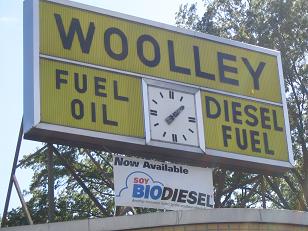 WOOLLEY
FUEL
OIL
DIESEL
FUEL
Now Available
SOY
BIODIESEL